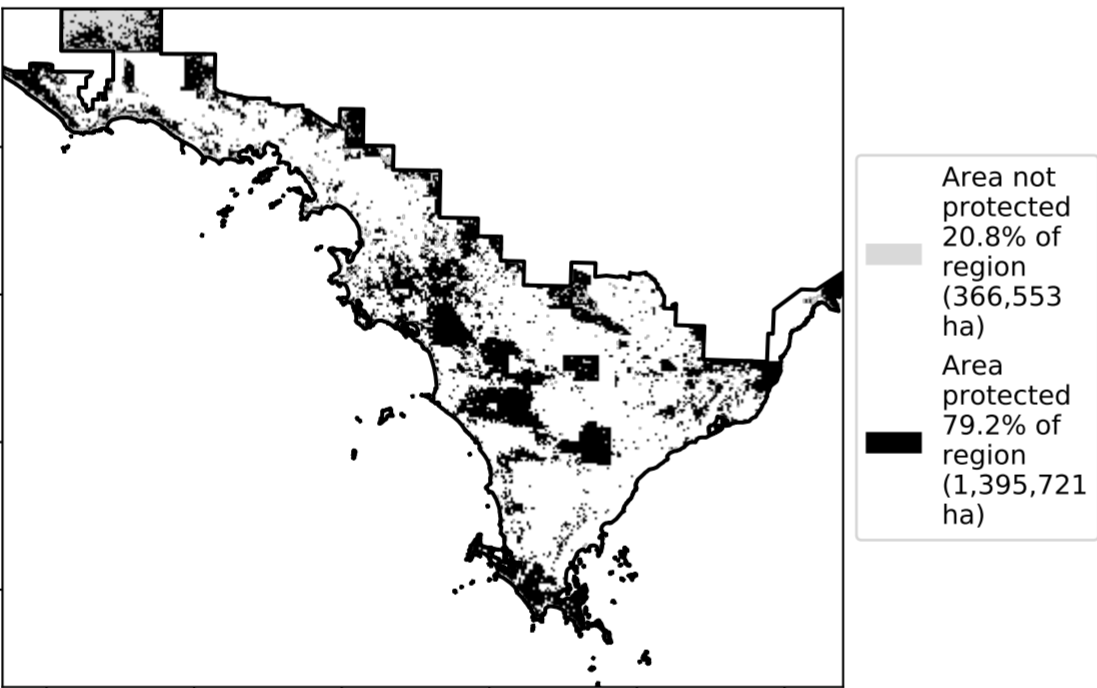 Area not
protected
20.8% of
region
(366,553
ha)
Area
protected
79.2% of
region
(1,395,721
ha)